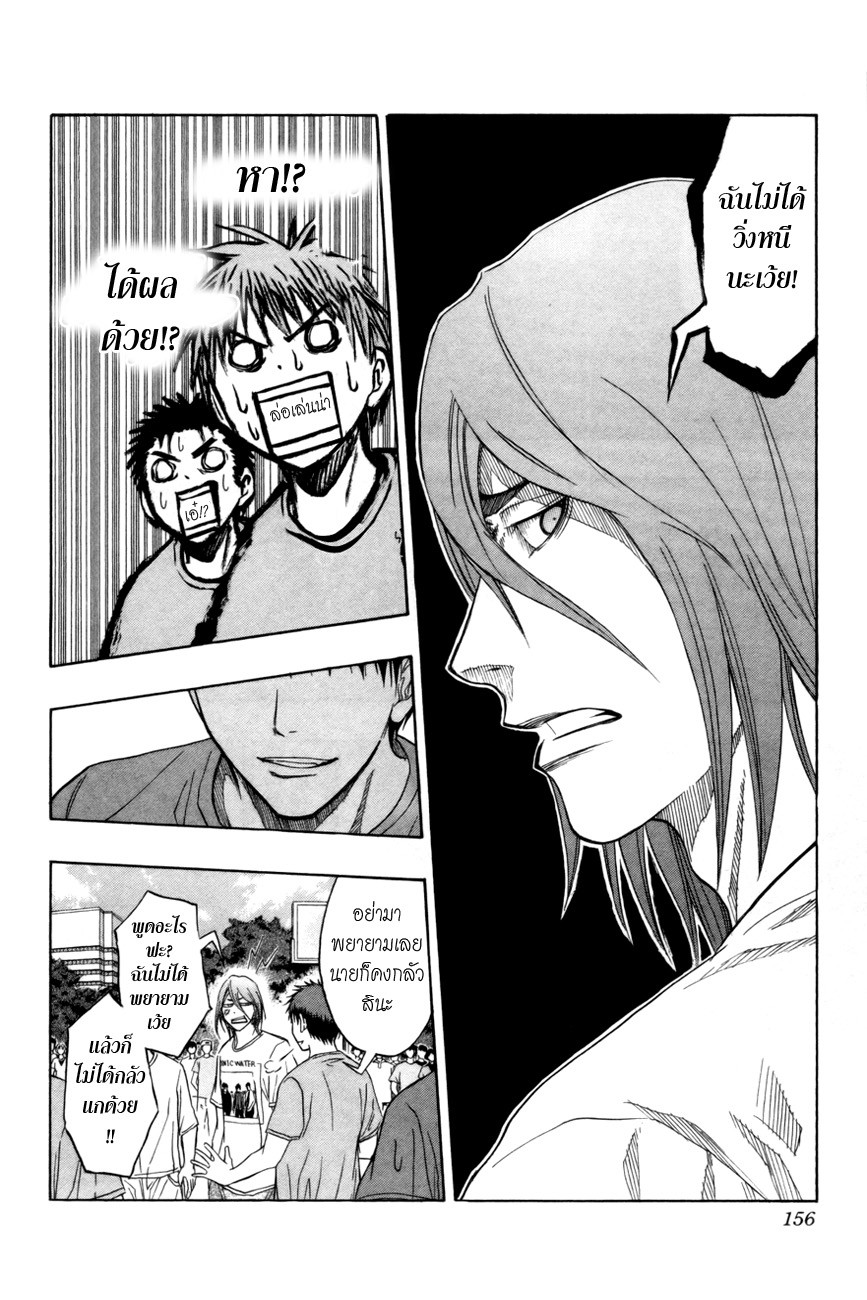 ฉันไม่ได้
วิ่งหนี
นะเว้ย!
หา!?
ได้ผล
ด้วย!?
ล่อเล่นน่า
เอ๋!?
อย่ามา
พยายามเลย
นายก็คงกลัว
สินะ
พูดอะไร
ฟะ?
ฉันไม่ได้
พยายาม
เว้ย
แล้วก็
ไม่ได้กลัว
แกด้วย
!!
NIC WATER
156